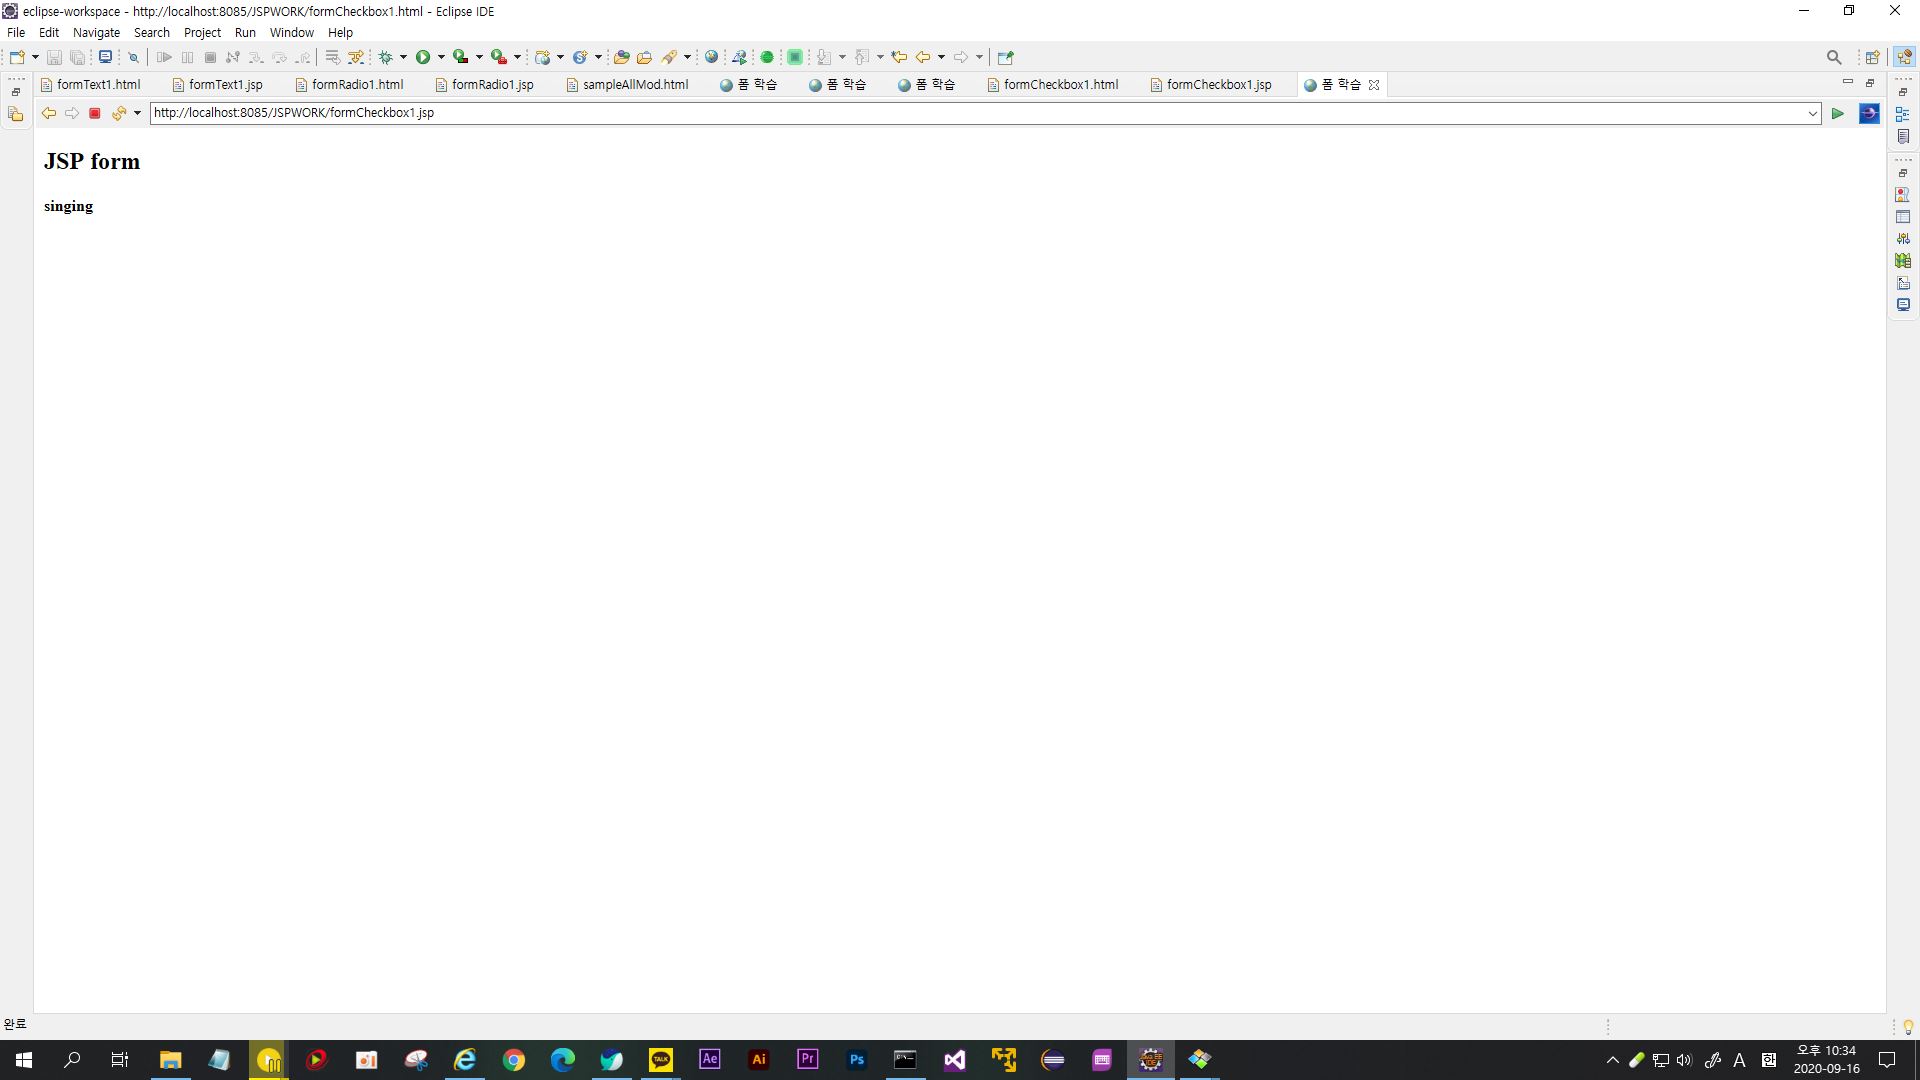 eclipse-workspace - http://localhost:8085/JSPWORK/formCheckbox1.html - Eclipse IDE
File Edit Navigate Search Project Run Window Help
formText1.html formText1.jsp formRadio1.html formRadio1.jsp sampleAllMod.html 폼 학습 폼 학습 폼 학습 formCheckbox1.html formCheckbox1.jsp 폼 학습
http://localhost:8085/JSPWORK/formCheckbox1.jsp
JSP form
singing
완료
TALK Ae Ai Pr Ps A 한
오후 10:34
2020-09-16